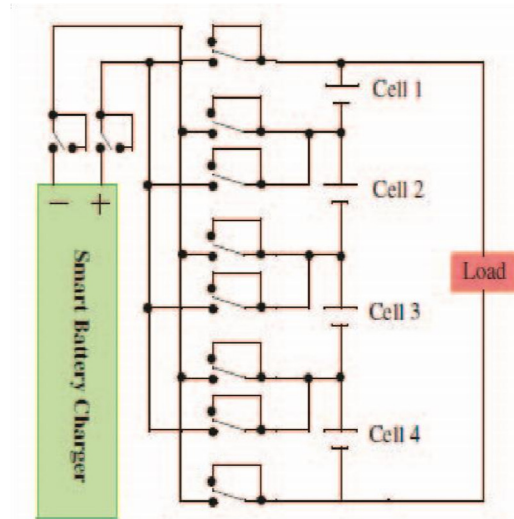 Cell 1
Cell 2
− +
Smart Battery Charger
Load
Cell 3
Cell 4